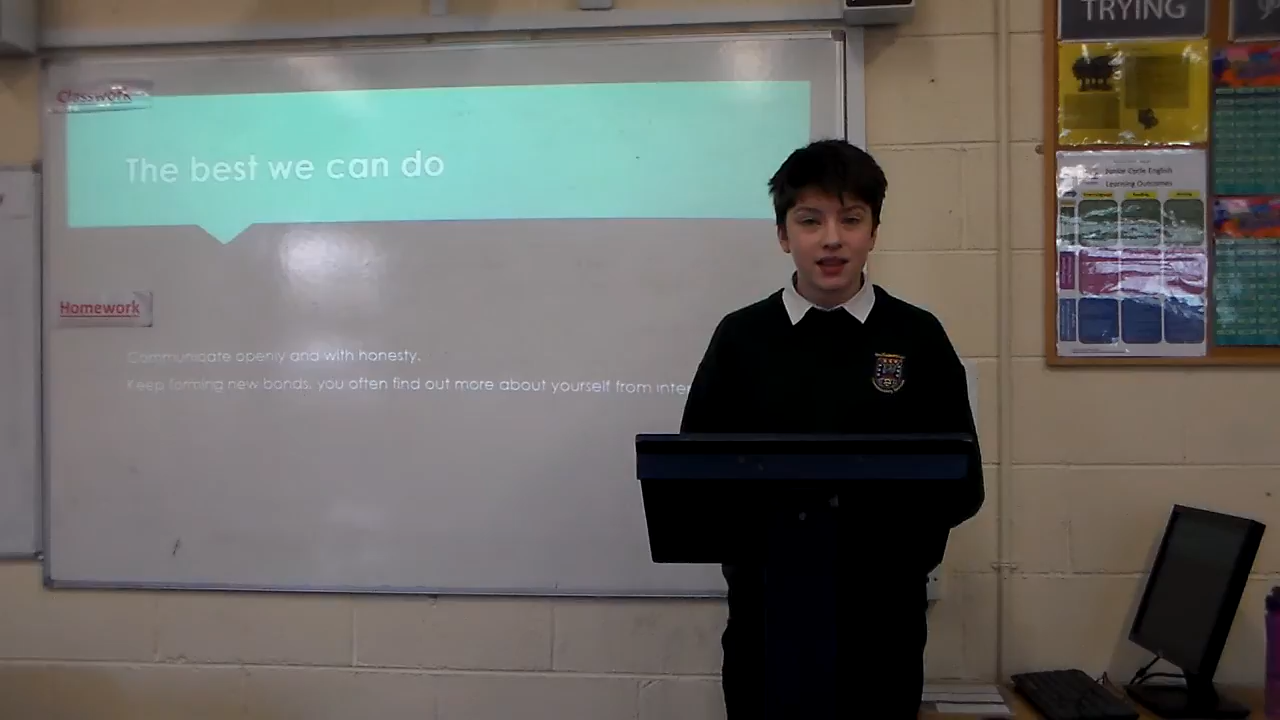 TRYING
Classwork
The best we can do
Junior Cycle English
Learning Outcomes
Homework
Communicate openly and with honesty.
Keep forming new bonds, you often find out more about yourself from inter